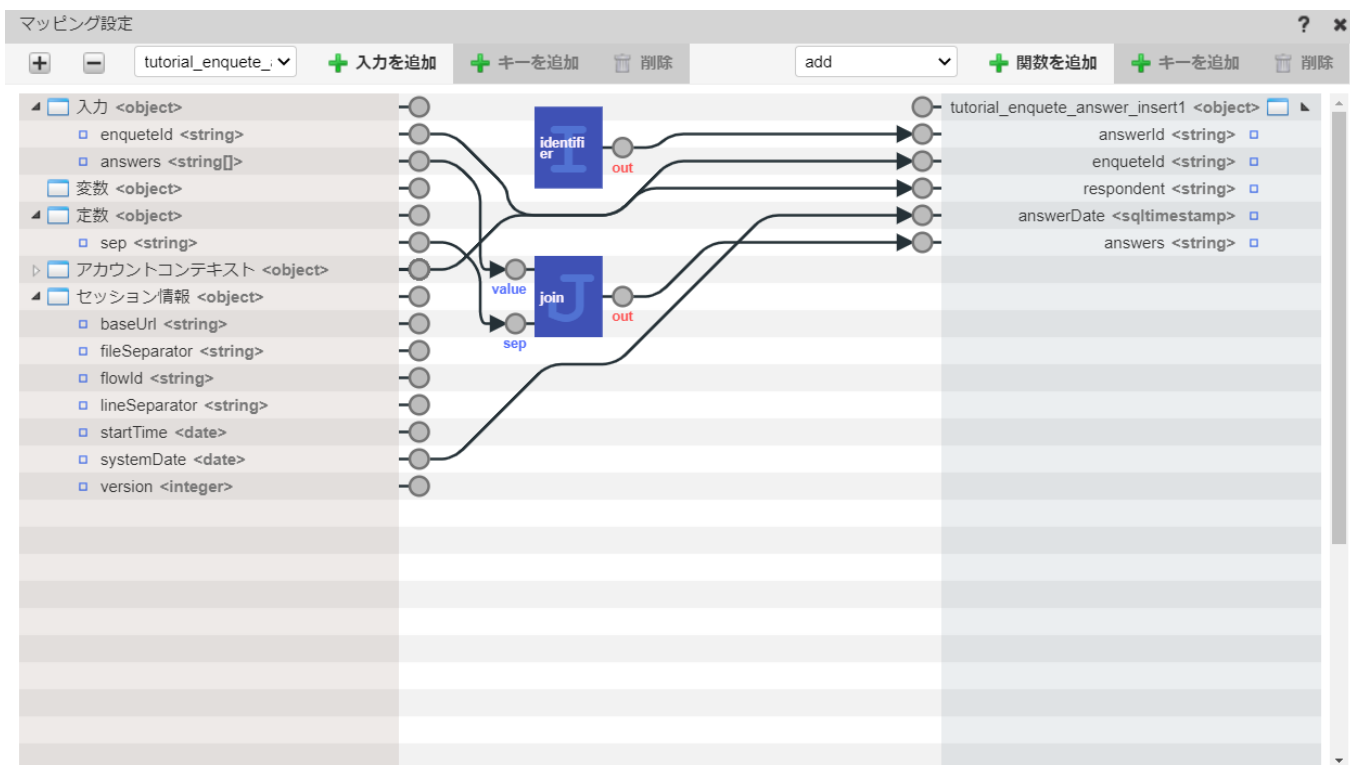 マッピング設定
? ×
tutorial_enquete_ 入力を追加 キーを追加 削除 add 関数を追加 キーを追加 削除
入力 <object>
enqueteId <string>
answers <string[]>
変数 <object>
定数 <object>
sep <string>
アカウントコンテキスト <object>
セッション情報 <object>
baseUrl <string>
fileSeparator <string>
flowId <string>
lineSeparator <string>
startTime <date>
systemDate <date>
version <integer>
identifi
er
out
value
join
out
sep
tutorial_enquete_answer_insert1 <object>
answerId <string>
enqueteId <string>
respondent <string>
answerDate <sqltimestamp>
answers <string>